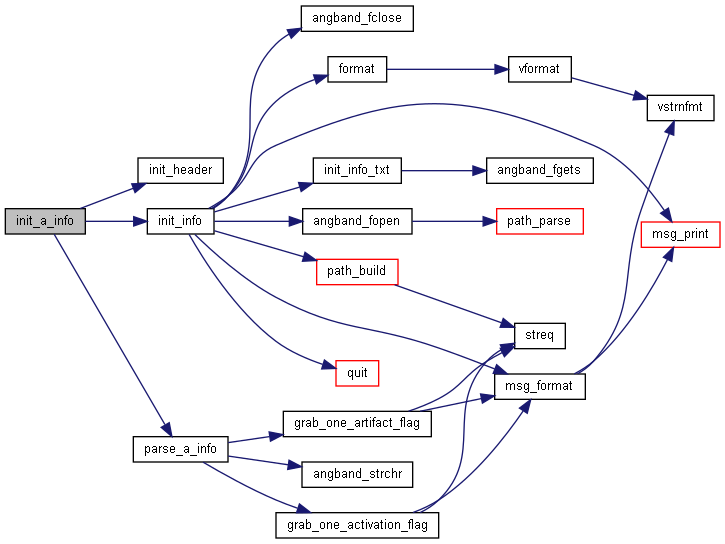 angband_fclose
format
vformat
vstrnfmt
init_header
init_info_txt
angband_fgets
init_a_info
init_info
angband_fopen
path_parse
msg_print
path_build
streq
quit
msg_format
grab_one_artifact_flag
parse_a_info
angband_strchr
grab_one_activation_flag